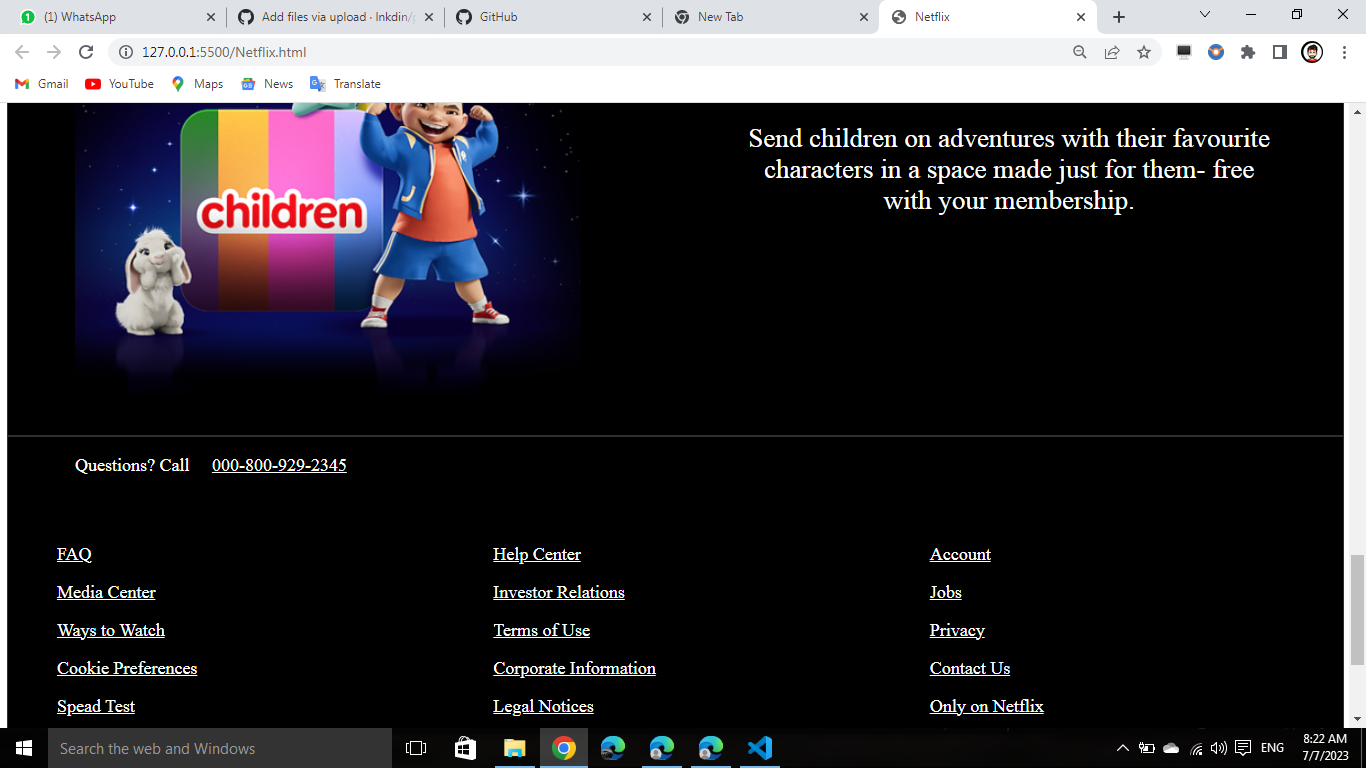 (1) WhatsApp
Add files via upload · Inkdin/
GitHub
New Tab
Netflix
127.0.0.1:5500/Netflix.html
Gmail
YouTube
Maps
News
Translate
children
Send children on adventures with their favourite
characters in a space made just for them- free
with your membership.
Questions? Call 000-800-929-2345
FAQ
Help Center
Account
Media Center
Investor Relations
Jobs
Ways to Watch
Terms of Use
Privacy
Cookie Preferences
Corporate Information
Contact Us
Spead Test
Legal Notices
Only on Netflix
Search the web and Windows
ENG
8:22 AM
7/7/2023